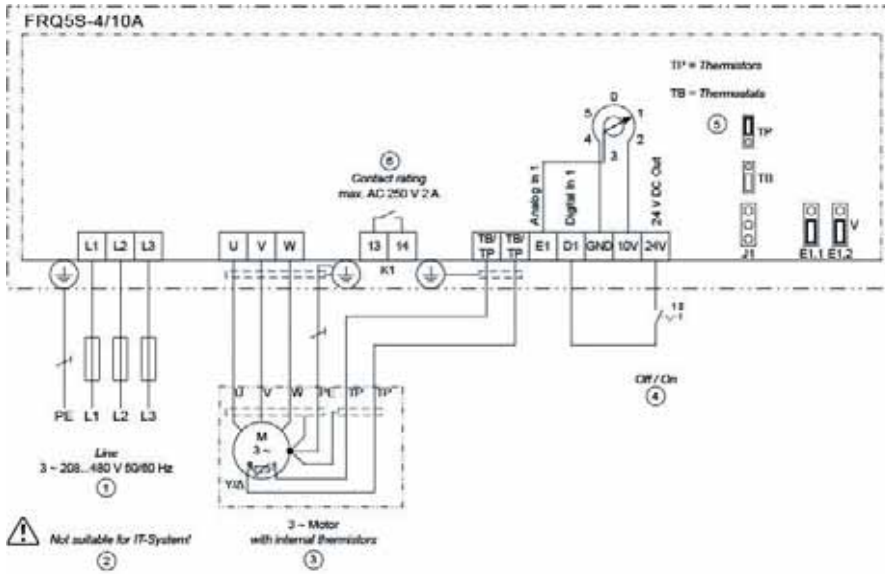 FRQ5S-4/10A
TP = Thermistors
TB = Thermostats
5
TP
TB
J1
E1.1 E1.2
V
0
5 1
4 2
3
6
Contact rating
max. AC 250 V 2 A
Analog In 1
Digital In 1
24 V DC Out
L1 L2 L3
U V W
13 14
K1
TB/TP TB/TP E1 D1 GND 10V 24V
1
Off / On
4
PE L1 L2 L3
Line
3 ~ 208...480 V 50/60 Hz
1
U V W PE TP TP
M
3 ~
Y/Δ
3 ~ Motor
with internal thermistors
3
Not suitable for IT-System!
2